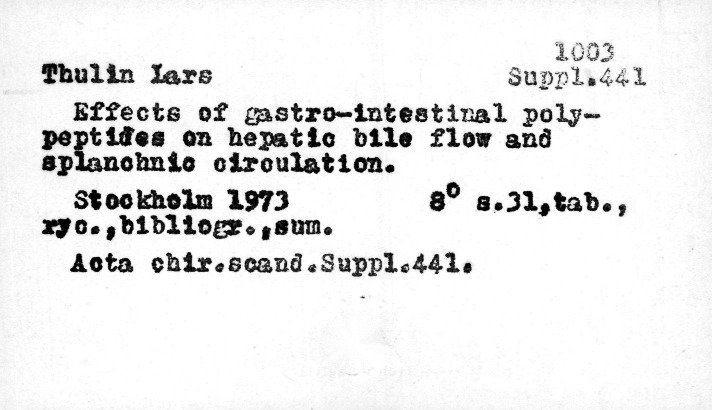 1003
Thulin Lars Suppl.441
Effects of gastro-intestinal poly-
peptides on hepatic bile flow and
splanchnic circulation.
Stockholm 1973 8° s.31,tab.,
ryc.,bibliogr.,sum.
Acta chir.scand.Suppl.441.